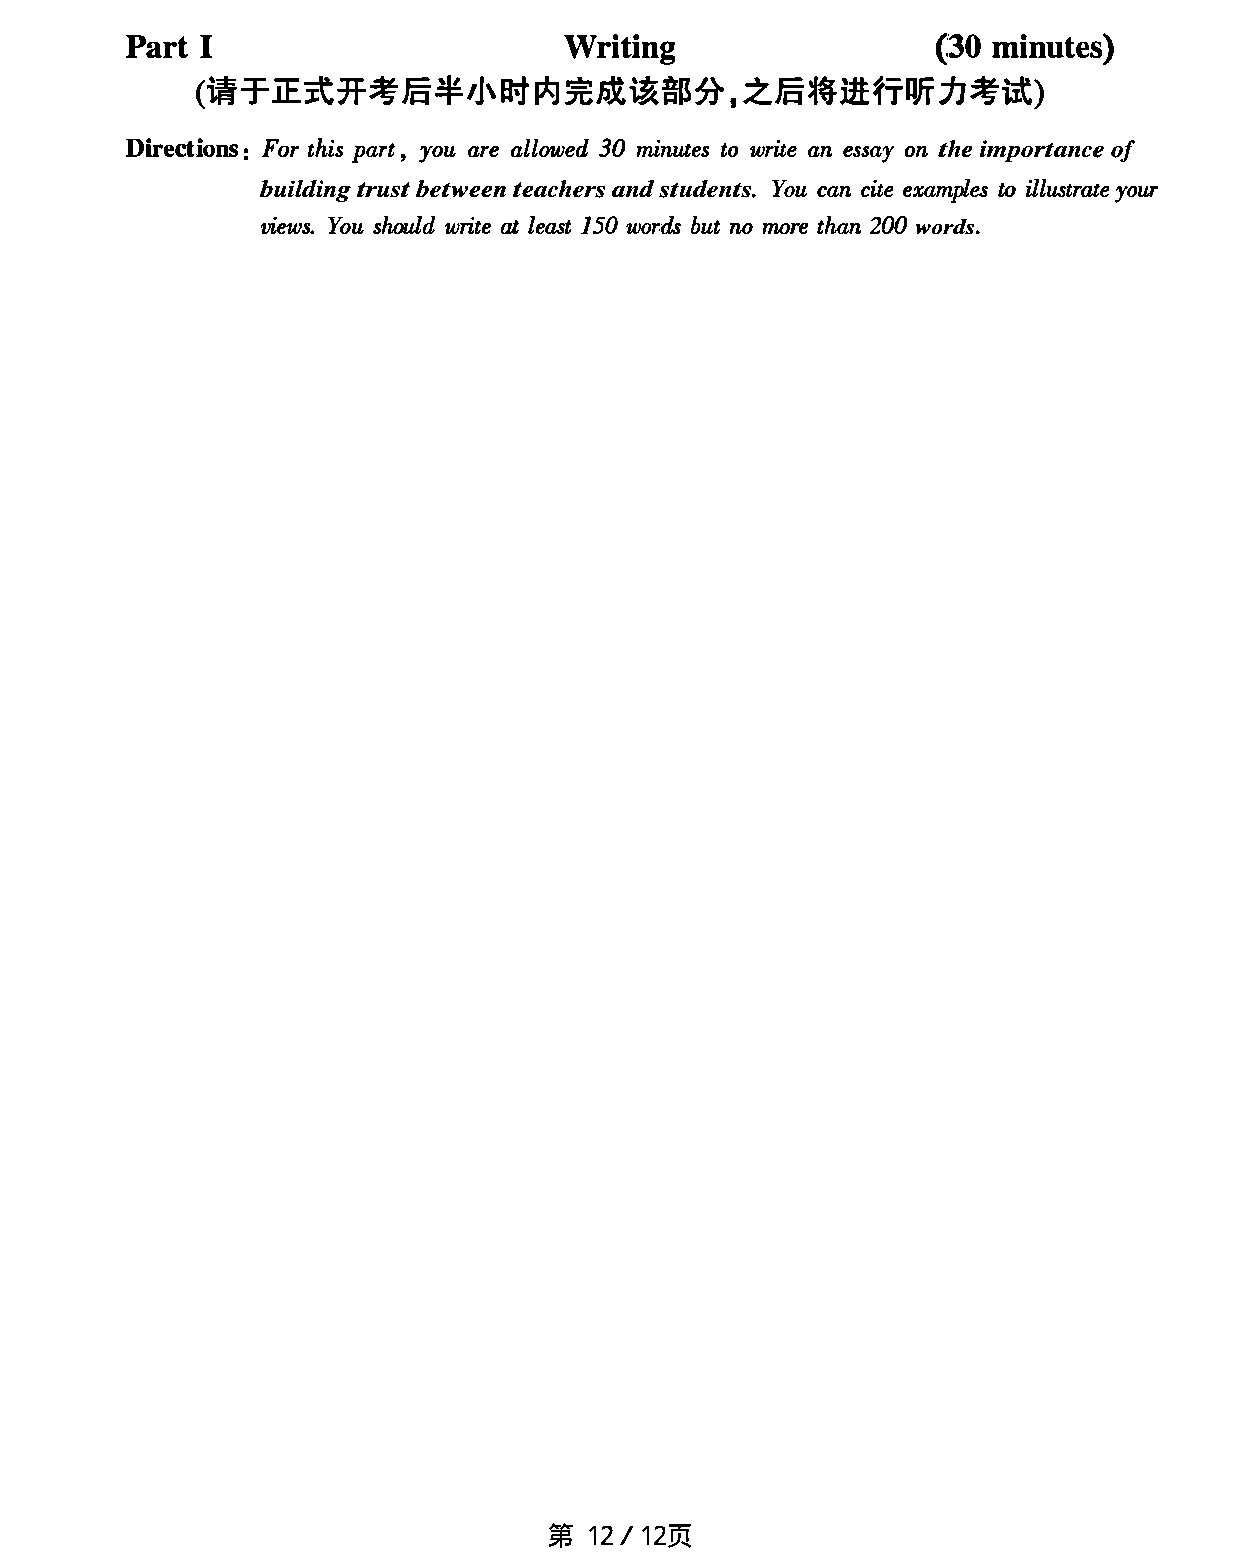 Part I Writing (30 minutes)
(请于正式开考后半小时内完成该部分,之后将进行听力考试)
Directions: For this part, you are allowed 30 minutes to write an essay on the importance of
building trust between teachers and students. You can cite examples to illustrate your
views. You should write at least 150 words but no more than 200 words.
第 12 / 12页